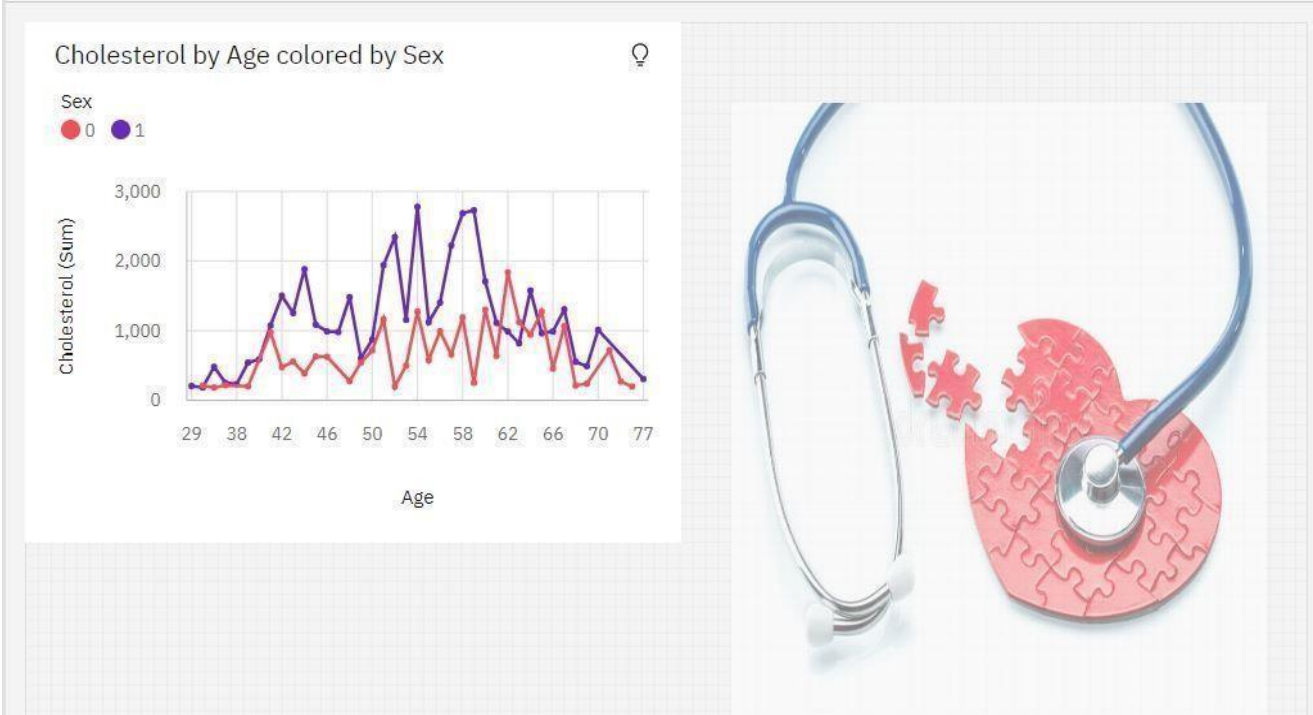 Cholesterol by Age colored by Sex
Sex
0 1
3,000
2,000
1,000
0
Cholesterol (Sum)
29 38 42 46 50 54 58 62 66 70 77
Age